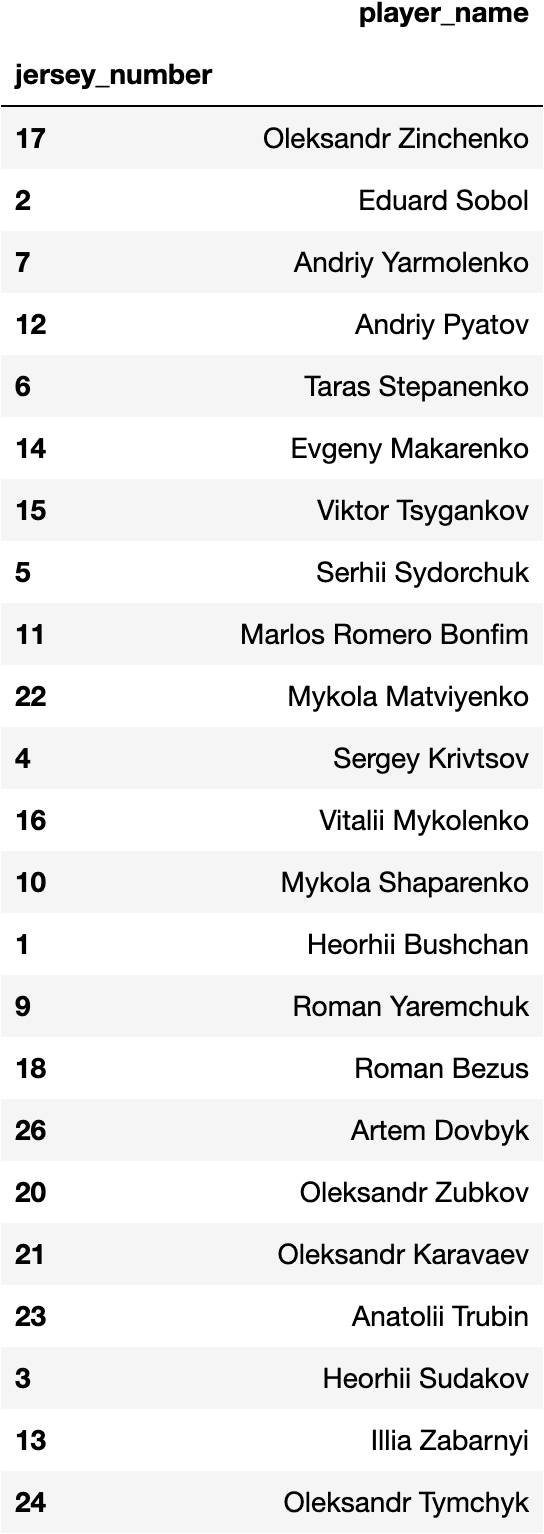 player_name
jersey_number
17 Oleksandr Zinchenko
2 Eduard Sobol
7 Andriy Yarmolenko
12 Andriy Pyatov
6 Taras Stepanenko
14 Evgeny Makarenko
15 Viktor Tsygankov
5 Serhii Sydorchuk
11 Marlos Romero Bonfim
22 Mykola Matviyenko
4 Sergey Krivtsov
16 Vitalii Mykolenko
10 Mykola Shaparenko
1 Heorhii Bushchan
9 Roman Yaremchuk
18 Roman Bezus
26 Artem Dovbyk
20 Oleksandr Zubkov
21 Oleksandr Karavaev
23 Anatolii Trubin
3 Heorhii Sudakov
13 Illia Zabarnyi
24 Oleksandr Tymchyk